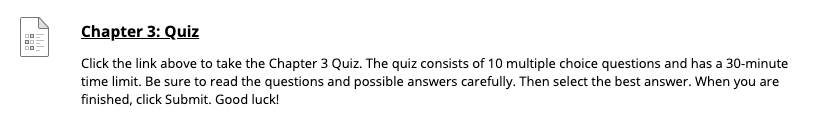 Chapter 3: Quiz
Click the link above to take the Chapter 3 Quiz. The quiz consists of 10 multiple choice questions and has a 30-minute
time limit. Be sure to read the questions and possible answers carefully. Then select the best answer. When you are
finished, click Submit. Good luck!